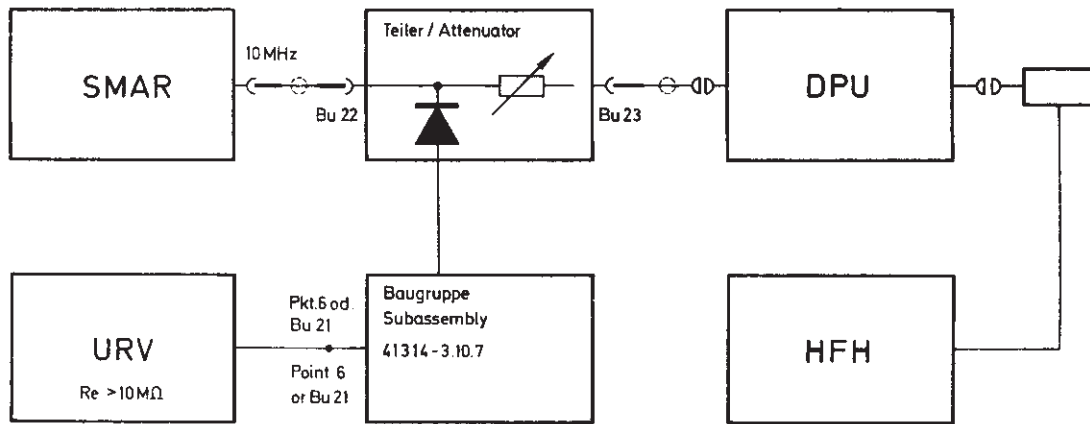 Teiler / Attenuator
10 MHz
SMAR
DPU
Bu 22
Bu 23
Baugruppe
Subassembly
41314-3.10.7
Pkt.6 od.
Bu 21
URV
Point 6
or Bu 21
Re >10MΩ
HFH